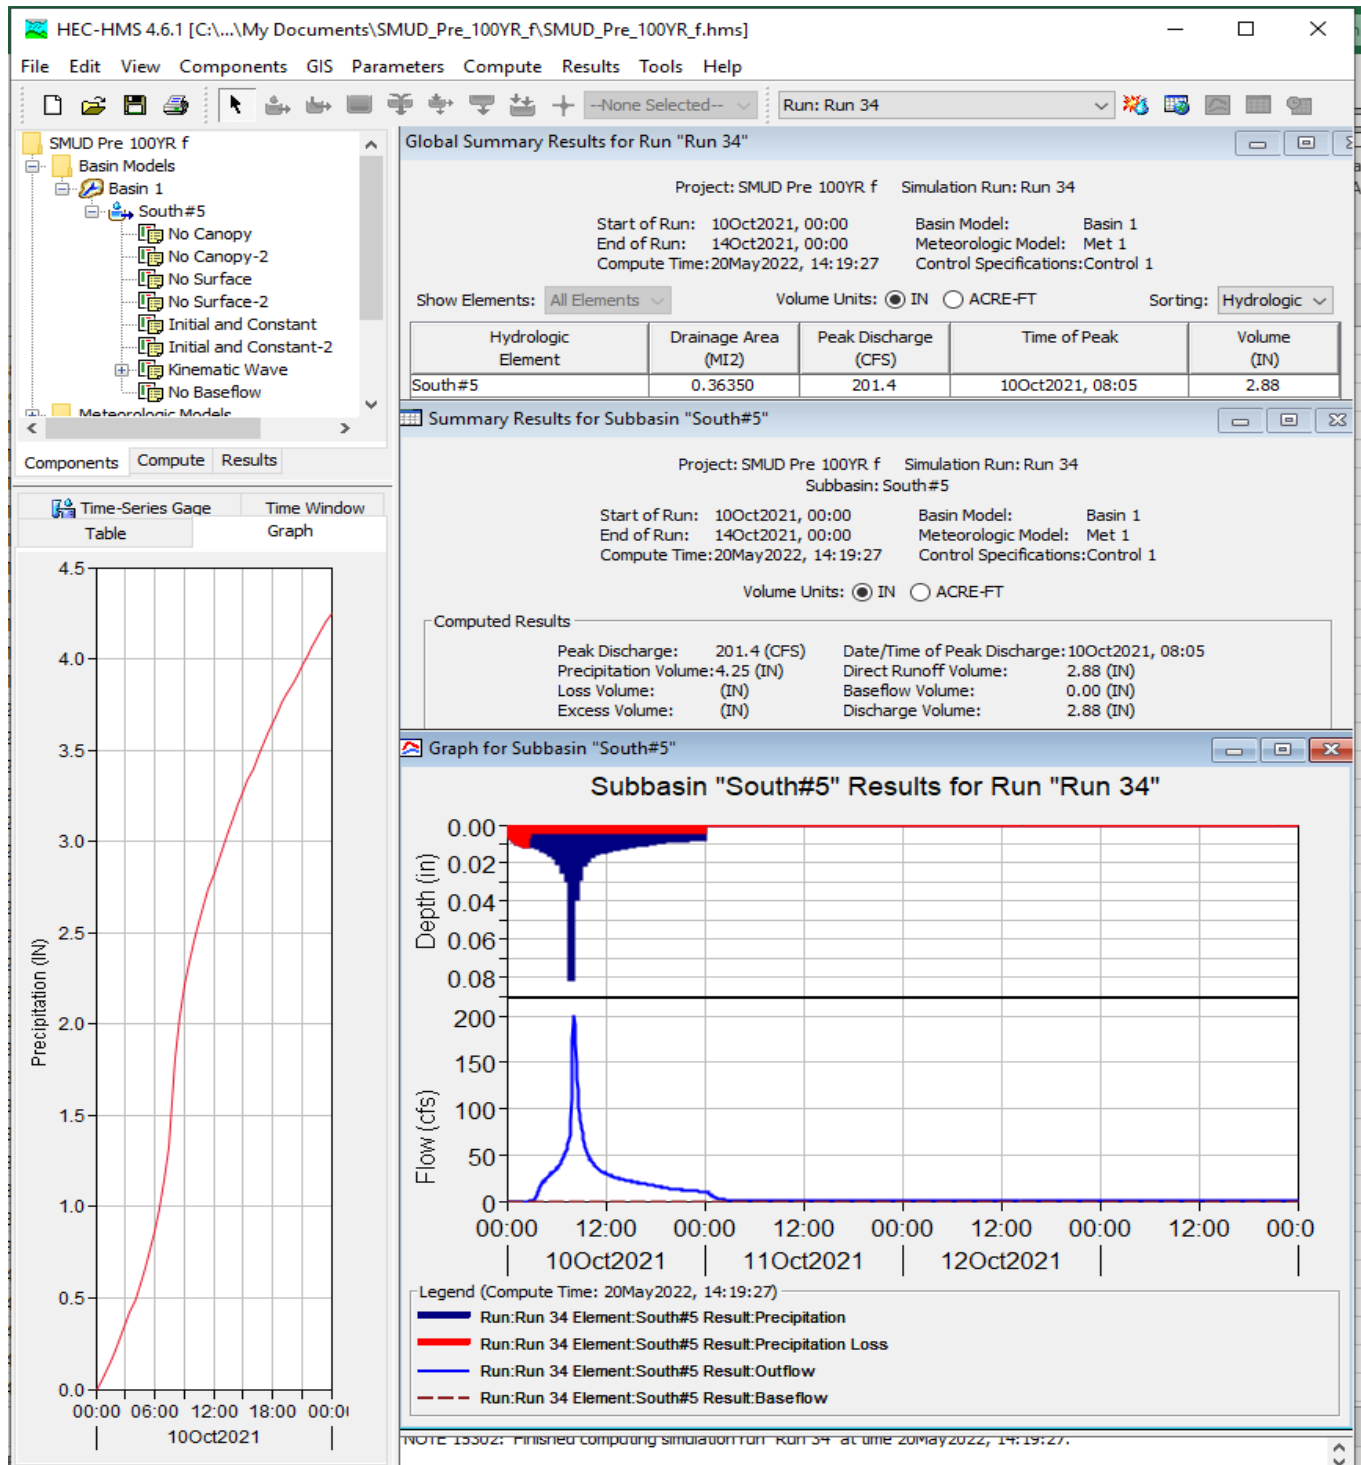 HEC-HMS 4.6.1 [C:\...\My Documents\SMUD_Pre_100YR_f\SMUD_Pre_100YR_f.hms]
File Edit View Components GIS Parameters Compute Results Tools Help
--None Selected-- Run: Run 34
SMUD Pre 100YR f
Basin Models
Basin 1
South#5
No Canopy
No Canopy-2
No Surface
No Surface-2
Initial and Constant
Initial and Constant-2
Kinematic Wave
No Baseflow
Meteorologic Models
Components Compute Results
Time-Series Gage Time Window
Table Graph
4.5
4.0
3.5
3.0
2.5
2.0
1.5
1.0
0.5
0.0
Precipitation (IN)
00:00 06:00 12:00 18:00 00:0
10Oct2021
Global Summary Results for Run "Run 34"
Project: SMUD Pre 100YR f Simulation Run: Run 34
Start of Run: 10Oct2021, 00:00 Basin Model: Basin 1
End of Run: 14Oct2021, 00:00 Meteorologic Model: Met 1
Compute Time:20May2022, 14:19:27 Control Specifications:Control 1
Show Elements: All Elements Volume Units: IN ACRE-FT Sorting: Hydrologic
Hydrologic Element Drainage Area (MI2) Peak Discharge (CFS) Time of Peak Volume (IN)
South#5 0.36350 201.4 10Oct2021, 08:05 2.88
Summary Results for Subbasin "South#5"
Project: SMUD Pre 100YR f Simulation Run: Run 34
Subbasin: South#5
Start of Run: 10Oct2021, 00:00 Basin Model: Basin 1
End of Run: 14Oct2021, 00:00 Meteorologic Model: Met 1
Compute Time:20May2022, 14:19:27 Control Specifications:Control 1
Volume Units: IN ACRE-FT
Computed Results
Peak Discharge: 201.4 (CFS) Date/Time of Peak Discharge:10Oct2021, 08:05
Precipitation Volume:4.25 (IN) Direct Runoff Volume: 2.88 (IN)
Loss Volume: (IN) Baseflow Volume: 0.00 (IN)
Excess Volume: (IN) Discharge Volume: 2.88 (IN)
Graph for Subbasin "South#5"
Subbasin "South#5" Results for Run "Run 34"
0.00
0.02
0.04
0.06
0.08
Depth (in)
200
150
100
50
0
Flow (cfs)
00:00 12:00 00:00 12:00 00:00 12:00 00:00 12:00 00:0
10Oct2021 11Oct2021 12Oct2021
Legend (Compute Time: 20May2022, 14:19:27)
Run:Run 34 Element:South#5 Result:Precipitation
Run:Run 34 Element:South#5 Result:Precipitation Loss
Run:Run 34 Element:South#5 Result:Outflow
Run:Run 34 Element:South#5 Result:Baseflow
NOTE 15302: Finished computing simulation run "Run 34" at time 20May2022, 14:19:27.